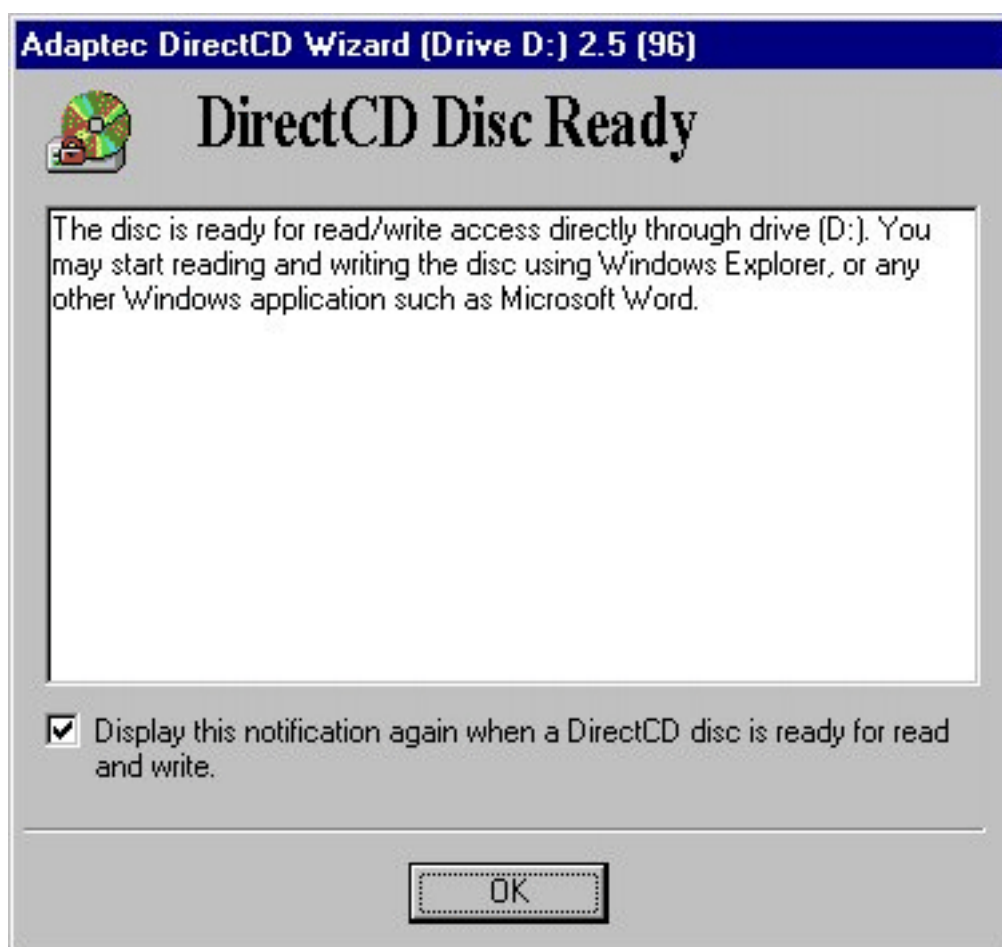 Adaptec DirectCD Wizard (Drive D:) 2.5 (96)
DirectCD Disc Ready
The disc is ready for read/write access directly through drive (D:). You
may start reading and writing the disc using Windows Explorer, or any
other Windows application such as Microsoft Word.
Display this notification again when a DirectCD disc is ready for read
and write.
OK